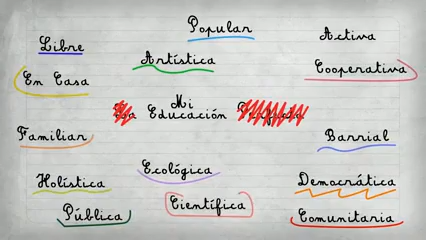 Popular
Libre
Activa
Artística
En Casa
Cooperativa
Mi
Educación
Familiar
Barrial
Ecológica
Holística
Democrática
Científica
Pública
Comunitaria